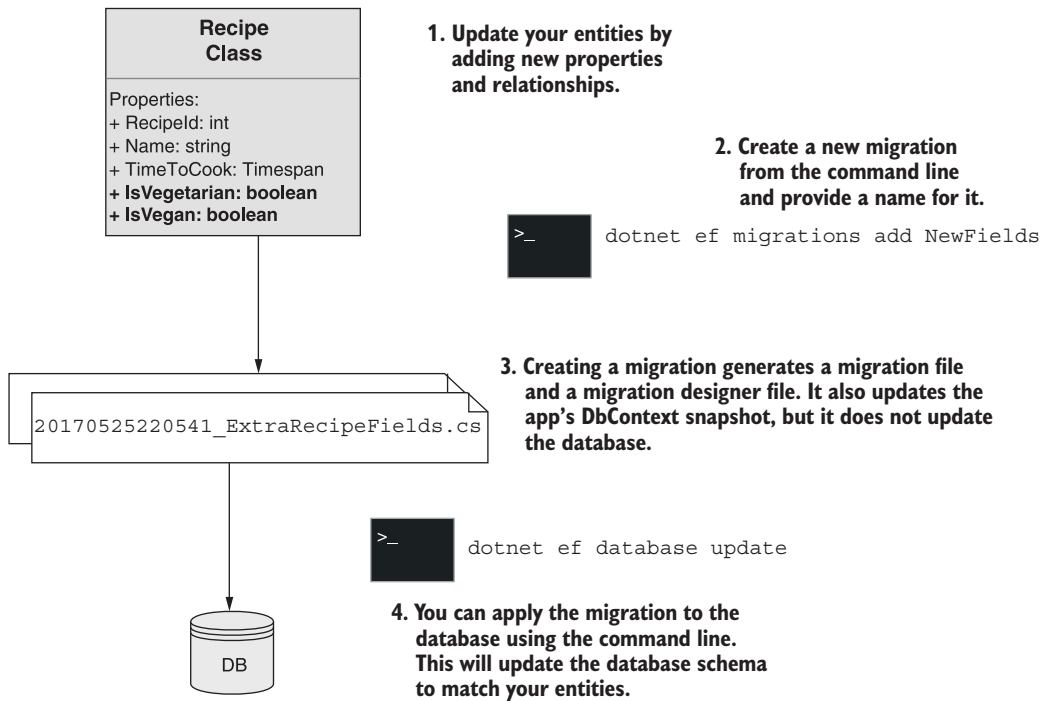 Recipe
Class
Properties:
+ RecipeId: int
+ Name: string
+ TimeToCook: Timespan
+ IsVegetarian: boolean
+ IsVegan: boolean
1. Update your entities by
adding new properties
and relationships.
2. Create a new migration
from the command line
and provide a name for it.
>_
dotnet ef migrations add NewFields
3. Creating a migration generates a migration file
and a migration designer file. It also updates the
app's DbContext snapshot, but it does not update
the database.
20170525220541_ExtraRecipeFields.cs
>_
dotnet ef database update
4. You can apply the migration to the
database using the command line.
This will update the database schema
to match your entities.
DB